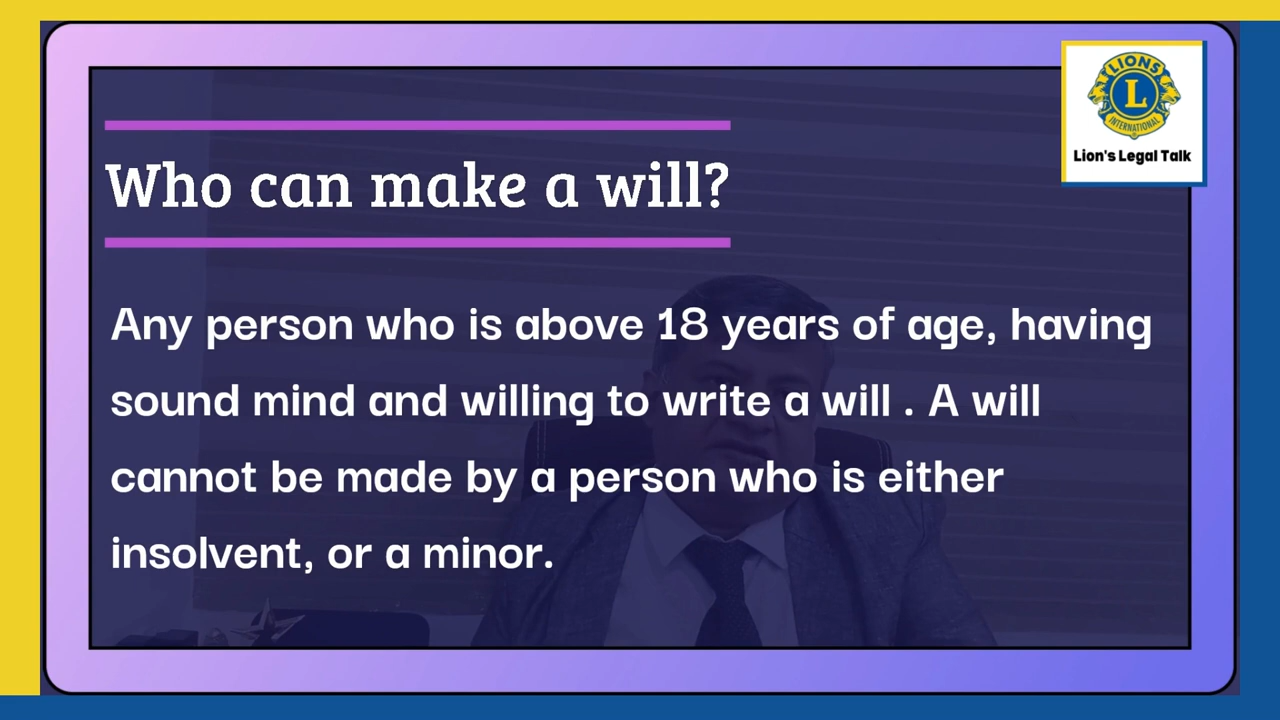 LIONS
L
INTERNATIONAL
Lion's Legal Talk
Who can make a will?
Any person who is above 18 years of age, having
sound mind and willing to write a will . A will
cannot be made by a person who is either
insolvent, or a minor.